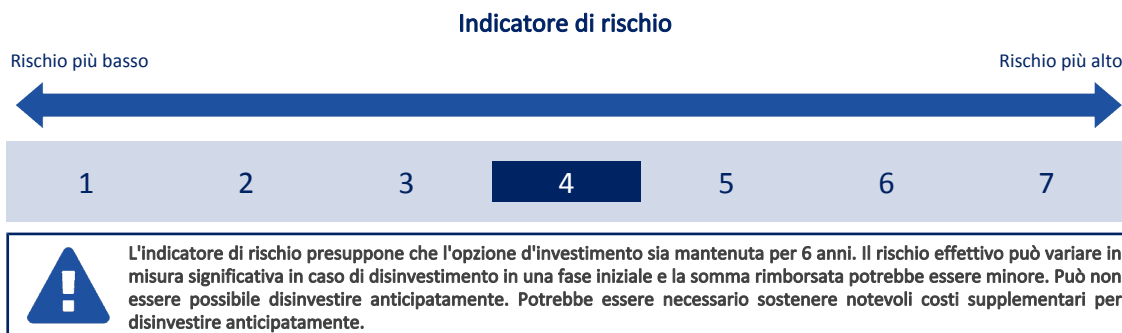 Indicatore di rischio
Rischio più basso
Rischio più alto
1 2 3 4 5 6 7
L'indicatore di rischio presuppone che l'opzione d'investimento sia mantenuta per 6 anni. Il rischio effettivo può variare in
misura significativa in caso di disinvestimento in una fase iniziale e la somma rimborsata potrebbe essere minore. Può non
essere possibile disinvestire anticipatamente. Potrebbe essere necessario sostenere notevoli costi supplementari per
disinvestire anticipatamente.